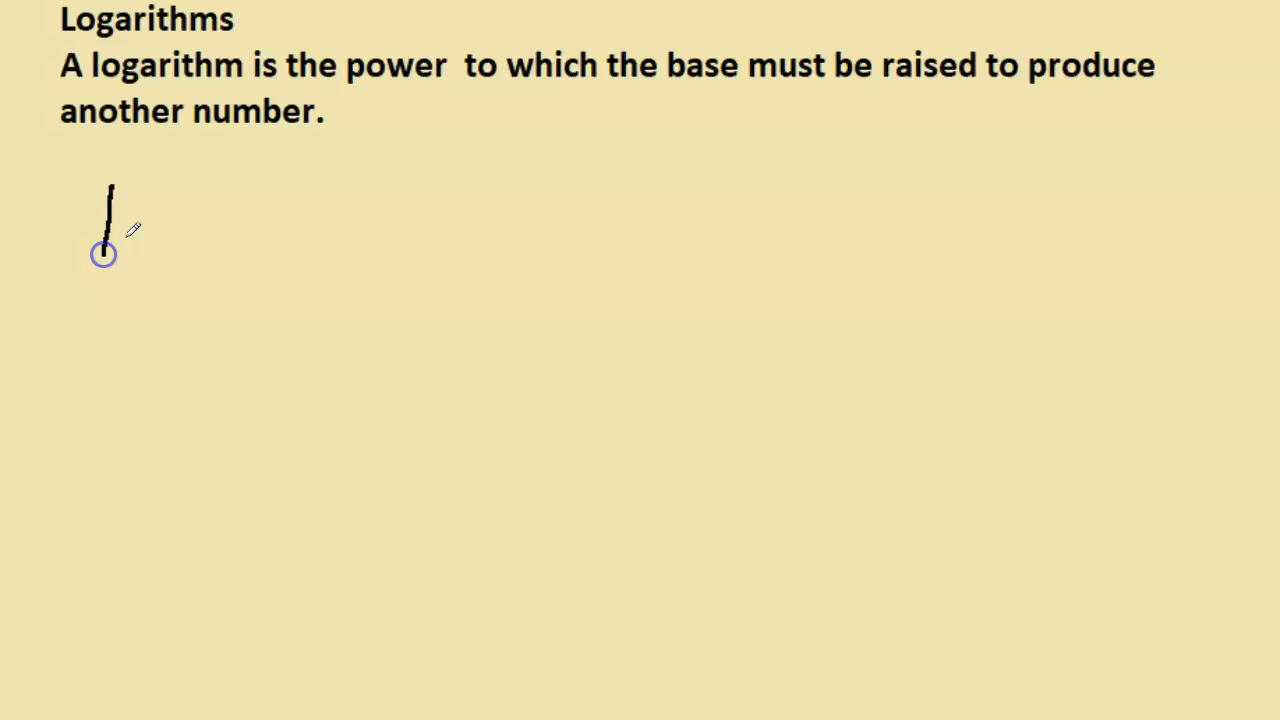 Logarithms
A logarithm is the power  to which the base must be raised to produce
another number.